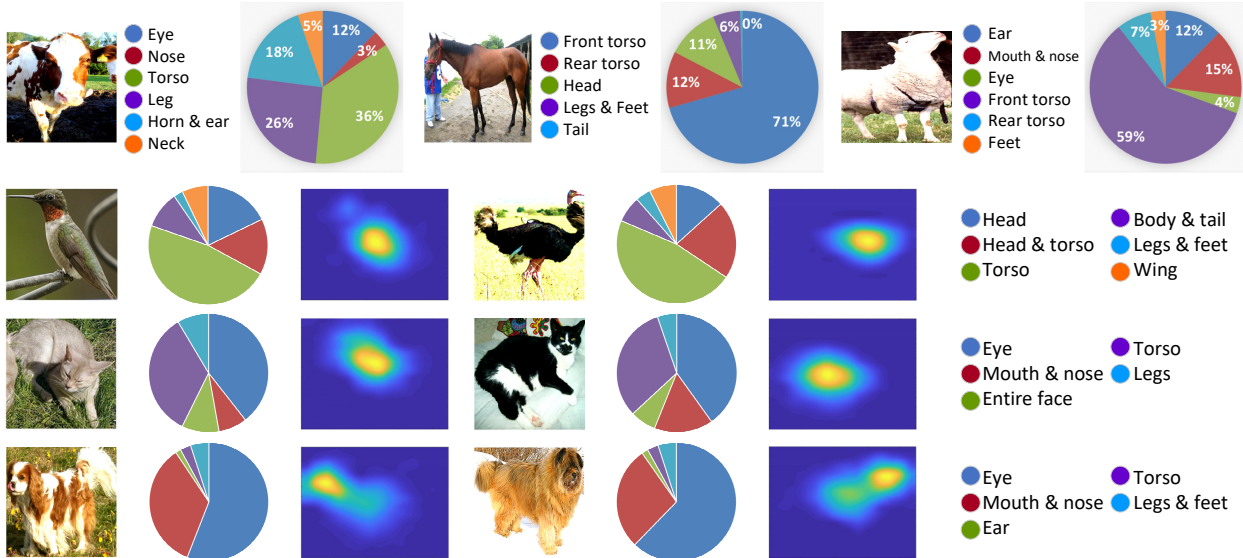 Eye
Nose
Torso
Leg
Horn & ear
Neck
12%
3%
36%
26%
18%
5%
Front torso
Rear torso
Head
Legs & Feet
Tail
71%
12%
11%
6%
0%
Ear
Mouth & nose
Eye
Front torso
Rear torso
Feet
12%
15%
4%
59%
7%
3%
Head
Head & torso
Torso
Body & tail
Legs & feet
Wing
Eye
Mouth & nose
Entire face
Torso
Legs
Eye
Mouth & nose
Ear
Torso
Legs & feet